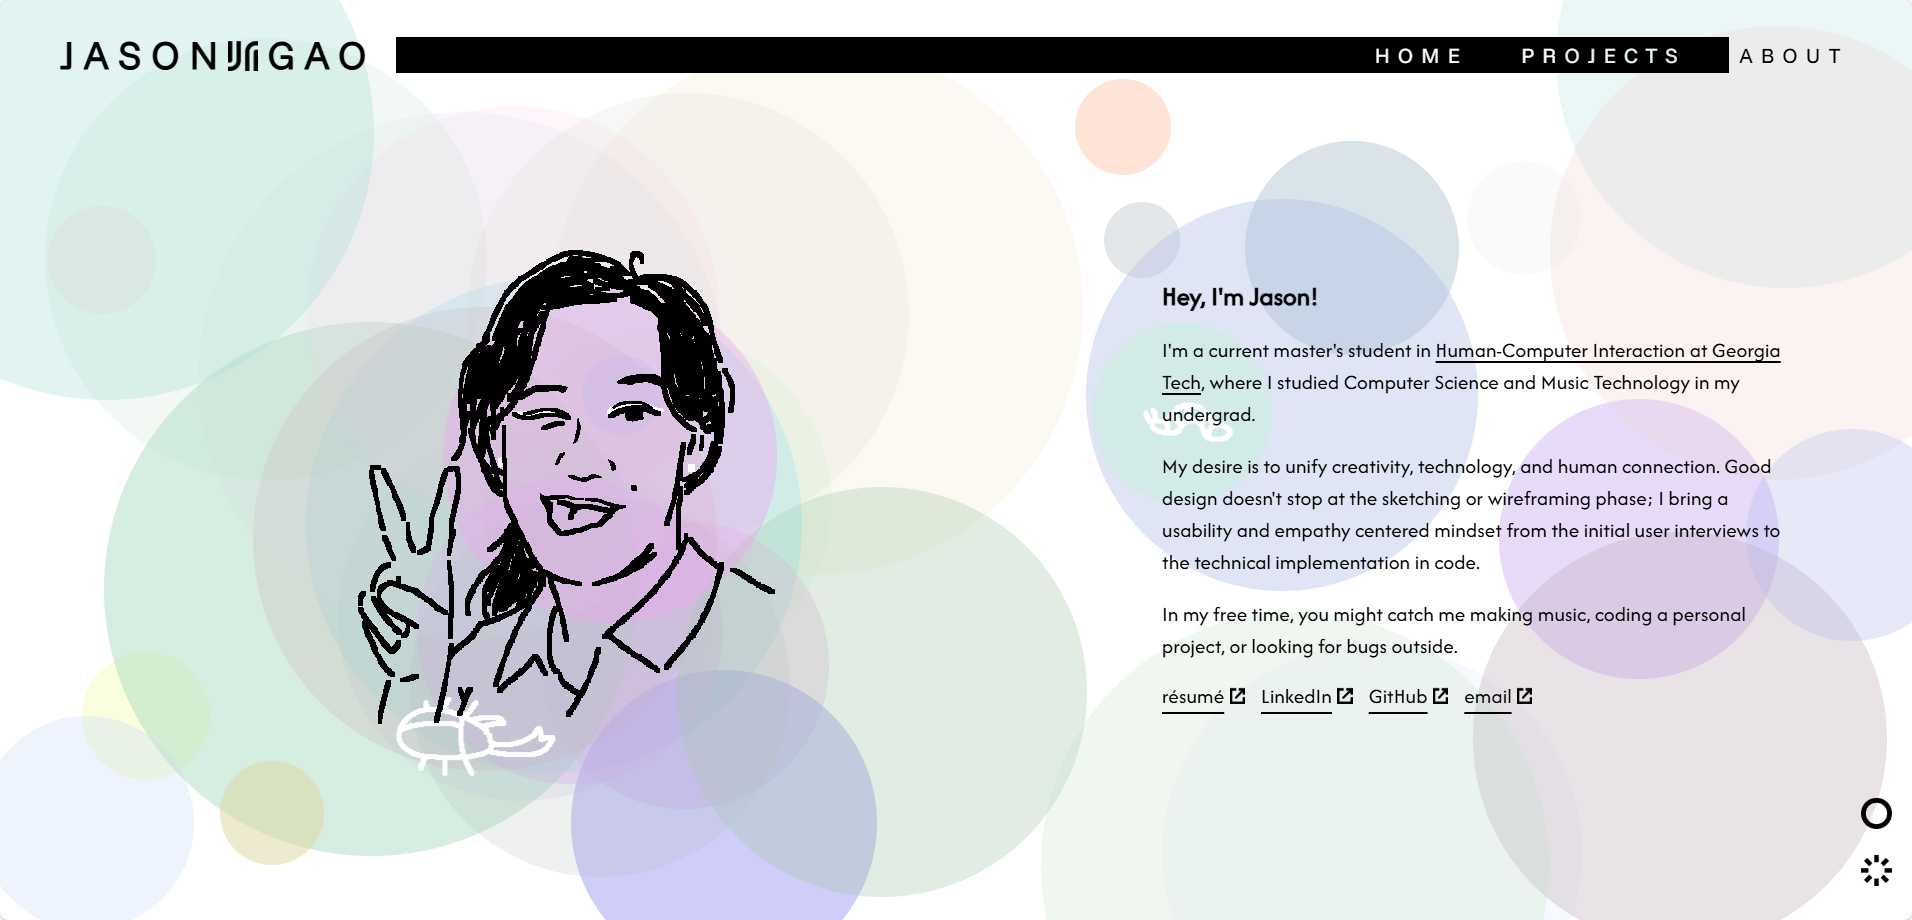 JASON GAO
HOME PROJECTS ABOUT
Hey, I'm Jason!
I'm a current master's student in Human-Computer Interaction at Georgia
Tech, where I studied Computer Science and Music Technology in my
undergrad.
My desire is to unify creativity, technology, and human connection. Good
design doesn't stop at the sketching or wireframing phase; I bring a
usability and empathy centered mindset from the initial user interviews to
the technical implementation in code.
In my free time, you might catch me making music, coding a personal
project, or looking for bugs outside.
résumé LinkedIn GitHub email